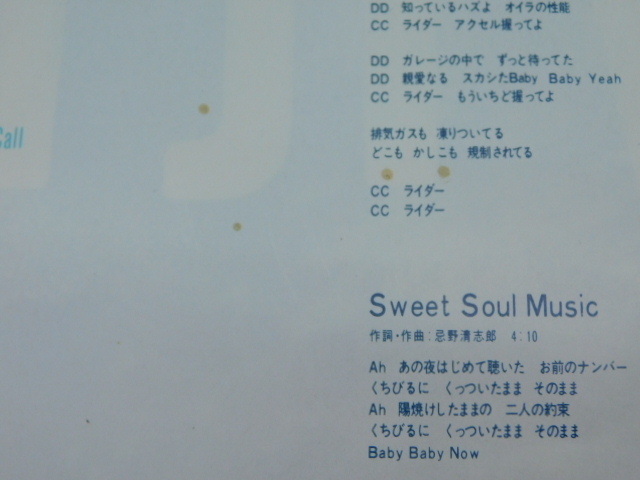 DD 知っているハズよ オイラの性能
CC ライダー アクセル握ってよ
DD ガレージの中で ずっと待ってた
DD 親愛なる スカシたBaby Baby Yeah
CC ライダー もういちど握ってよ
排気ガスも 凍りついてる
どこも かしこも 規制されてる
CC ライダー
CC ライダー
Call
Sweet Soul Music
作詞・作曲:忌野清志郎 4:10
Ah あの夜はじめて聴いた お前のナンバー
くちびるに くっついたまま そのまま
Ah 陽焼けしたままの 二人の約束
くちびるに くっついたまま そのまま
Baby Baby Now